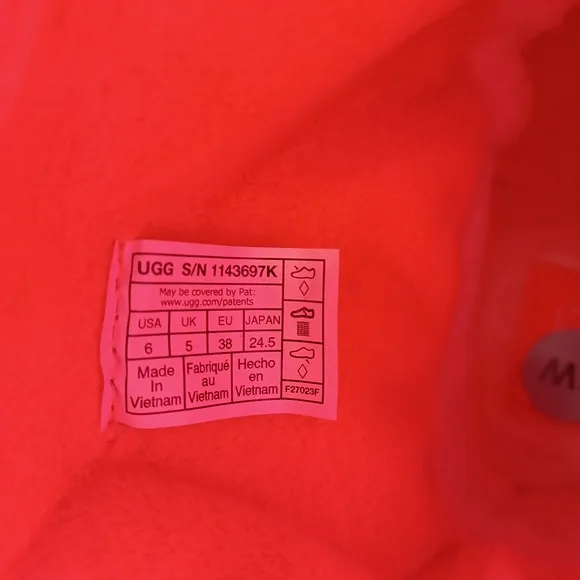 UGG S/N 1143697K
May be covered by Pat:
www.ugg.com/patents
USA UK EU JAPAN
6 5 38 24.5
Made In Vietnam
Fabriqué au Vietnam
Hecho en Vietnam
F27023F
W